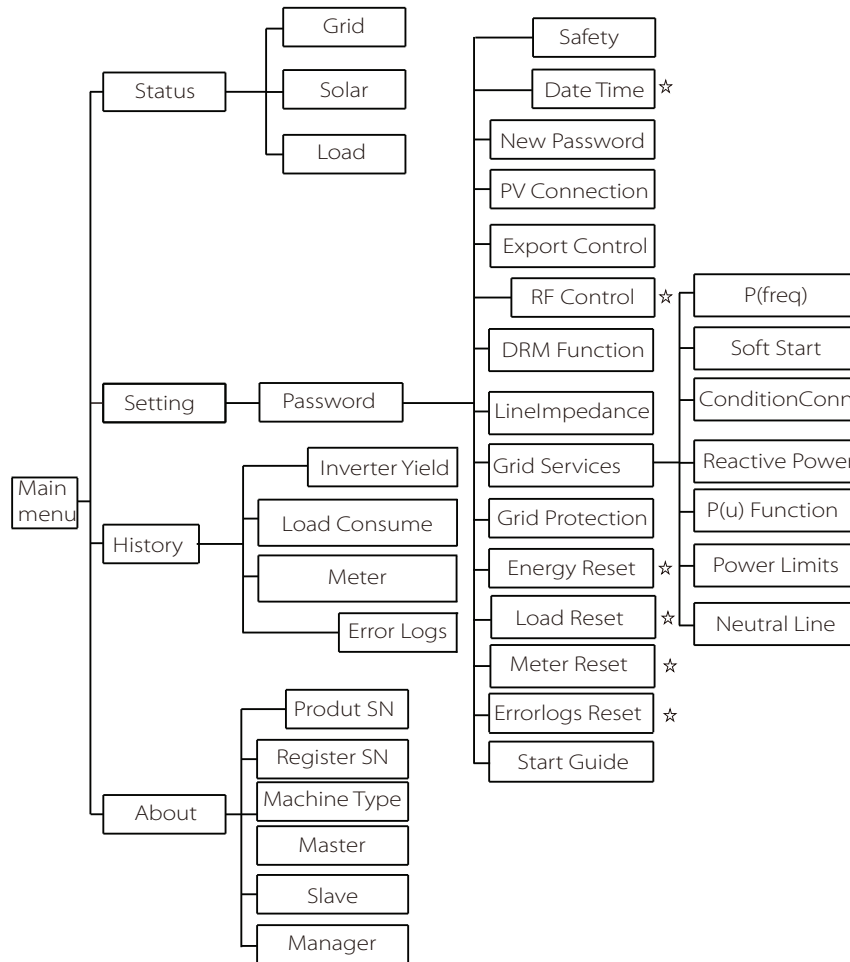 Main
menu
Status
Grid
Solar
Load
Setting
Password
Safety
Date Time ☆
New Password
PV Connection
Export Control
RF Control ☆
DRM Function
LineImpedance
Grid Services
P(freq)
Soft Start
ConditionConn
Reactive Power
P(u) Function
Power Limits
Neutral Line
Grid Protection
Energy Reset ☆
Load Reset ☆
Meter Reset ☆
Errorlogs Reset ☆
Start Guide
History
Inverter Yield
Load Consume
Meter
Error Logs
About
Produt SN
Register SN
Machine Type
Master
Slave
Manager